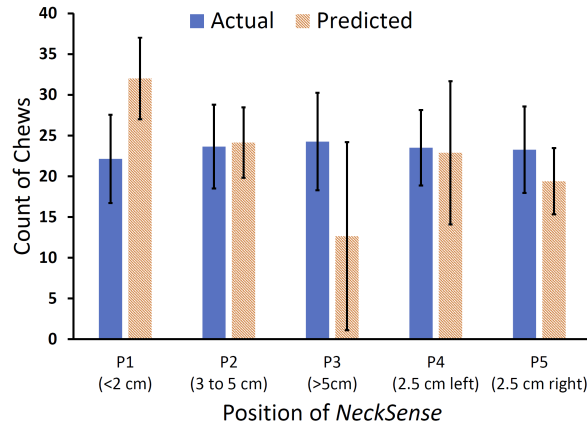 Actual Predicted
Count of Chews
40
35
30
25
20
15
10
5
0
P1 P2 P3 P4 P5
(<2 cm) (3 to 5 cm) (>5cm) (2.5 cm left) (2.5 cm right)
Position of NeckSense